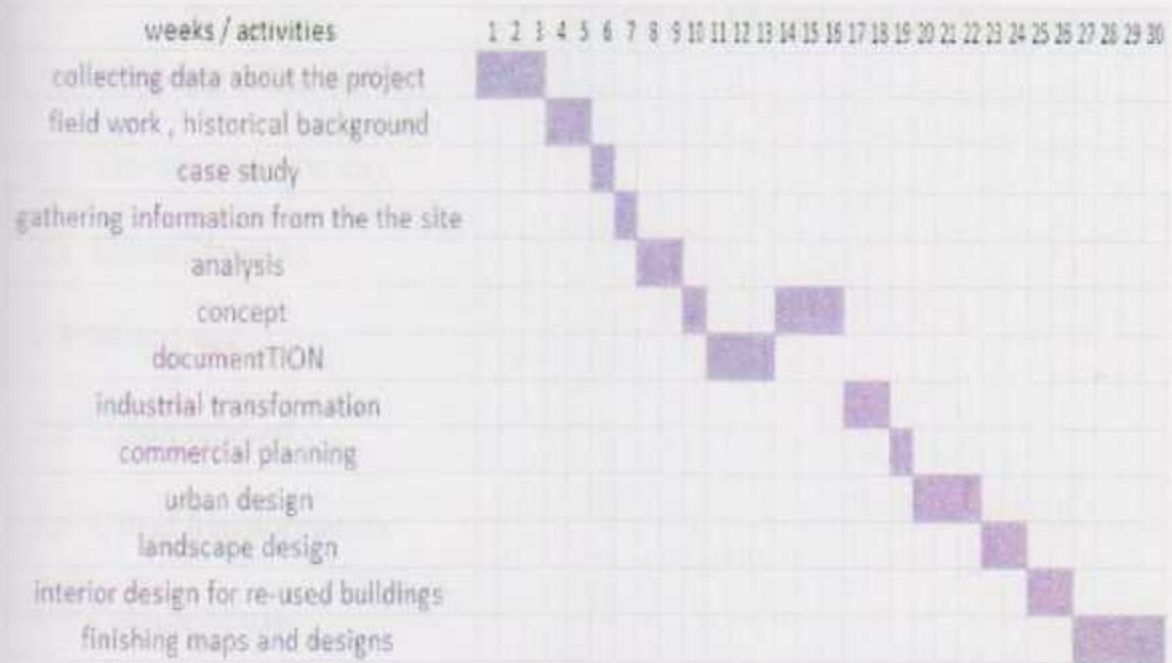 weeks / activities 1 2 3 4 5 6 7 8 9 10 11 12 13 14 15 16 17 18 19 20 21 22 23 24 25 26 27 28 29 30
collecting data about the project
field work , historical background
case study
gathering information from the the site
analysis
concept
documentTION
industrial transformation
commercial planning
urban design
landscape design
interior design for re-used buildings
finishing maps and designs